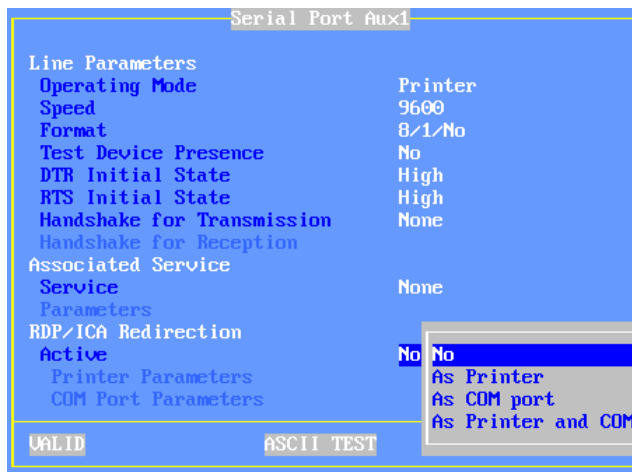 Serial Port Aux1
Line Parameters
Operating Mode Printer
Speed 9600
Format 8/1/No
Test Device Presence No
DTR Initial State High
RTS Initial State High
Handshake for Transmission None
Handshake for Reception
Associated Service
Service None
Parameters
RDP/ICA Redirection
Active No No
Printer Parameters As Printer
COM Port Parameters As COM port
As Printer and COM
VALID ASCII TEST